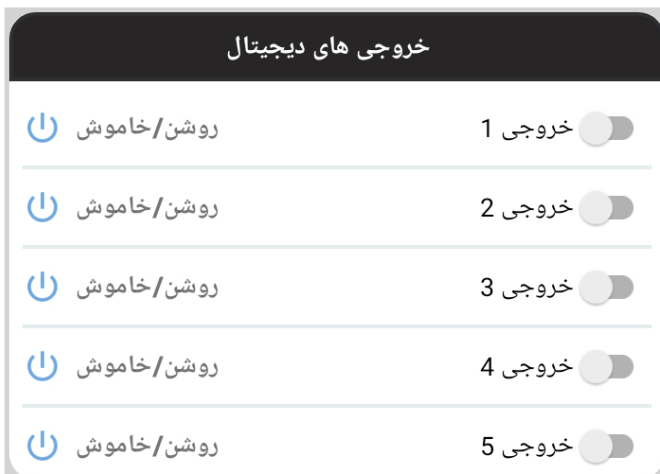 خروجی های دیجیتال
خروجی 1 روشن/خاموش
خروجی 2 روشن/خاموش
خروجی 3 روشن/خاموش
خروجی 4 روشن/خاموش
خروجی 5 روشن/خاموش